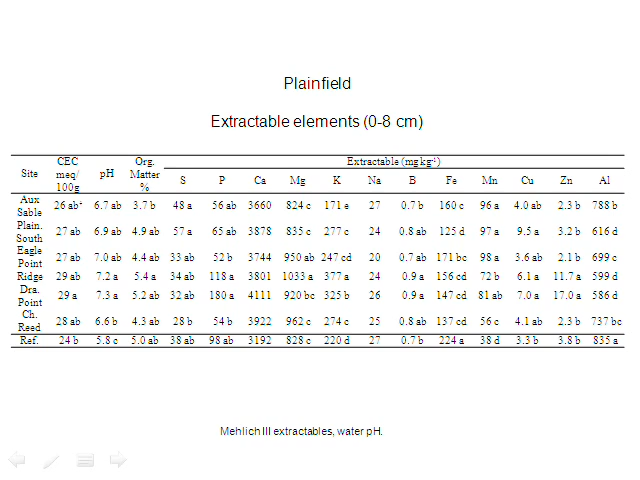 Plainfield
Extractable elements (0-8 cm)
Site CEC meq/ 100g pH Org. Matter % Extractable (mg kg-1)
S P Ca Mg K Na B Fe Mn Cu Zn Al
Aux Sable 26 ab+ 6.7 ab 3.7 b 48 a 56 ab 3660 824 c 171 e 27 0.7 b 160 c 96 a 4.0 ab 2.3 b 788 b
Plain. South 27 ab 6.9 ab 4.9 ab 57 a 65 ab 3878 835 c 277 c 24 0.8 ab 125 d 97 a 9.5 a 3.2 b 616 d
Eagle Point 27 ab 7.0 ab 4.4 ab 33 ab 52 b 3744 950 ab 247 cd 20 0.7 ab 171 bc 98 a 3.6 ab 2.1 b 699 c
Ridge 29 ab 7.2 a 5.4 a 34 ab 118 a 3801 1033 a 377 a 24 0.9 a 156 cd 72 b 6.1 a 11.7 a 599 d
Dra. Point 29 a 7.3 a 5.2 ab 32 ab 180 a 4111 920 bc 325 b 26 0.9 a 147 cd 81 ab 7.0 a 17.0 a 586 d
Ch. Reed 28 ab 6.6 b 4.3 ab 28 b 54 b 3922 962 c 274 c 25 0.8 ab 137 cd 56 c 4.1 ab 2.3 b 737 bc
Ref. 24 b 5.8 c 5.0 ab 38 ab 98 ab 3192 828 c 220 d 27 0.7 b 224 a 38 d 3.3 b 3.8 b 835 a
Mehlich III extractables, water pH.